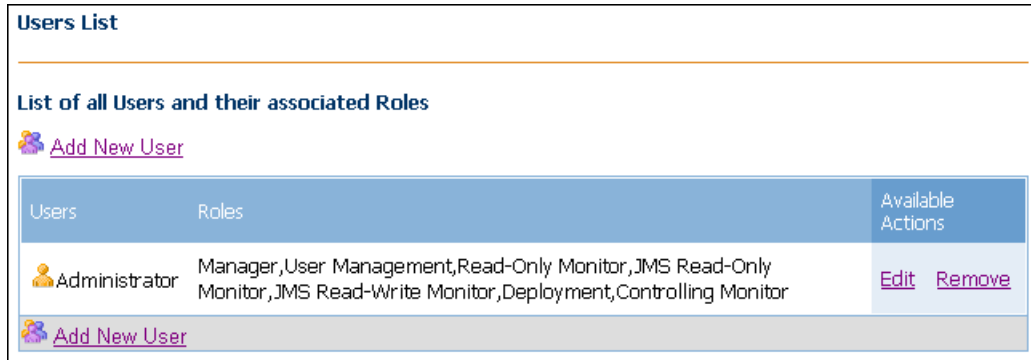 Users List
List of all Users and their associated Roles
Add New User
Users Roles Available
Actions
Administrator Manager,User Management,Read-Only Monitor,JMS Read-Only
Monitor,JMS Read-Write Monitor,Deployment,Controlling Monitor Edit Remove
Add New User